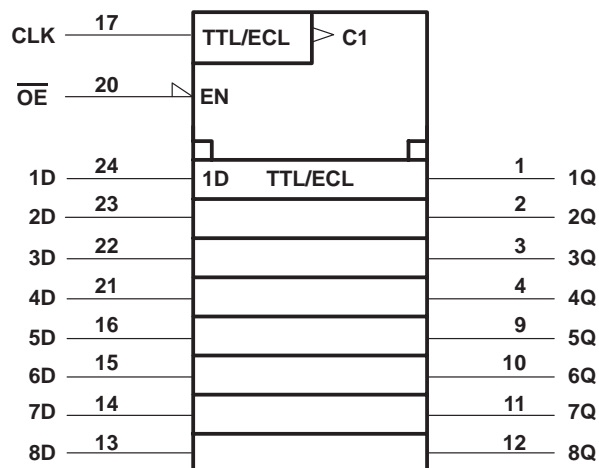 CLK 17 TTL/ECL C1
OE 20 EN
1D 24 1D TTL/ECL 1 1Q
2D 23 2 2Q
3D 22 3 3Q
4D 21 4 4Q
5D 16 9 5Q
6D 15 10 6Q
7D 14 11 7Q
8D 13 12 8Q